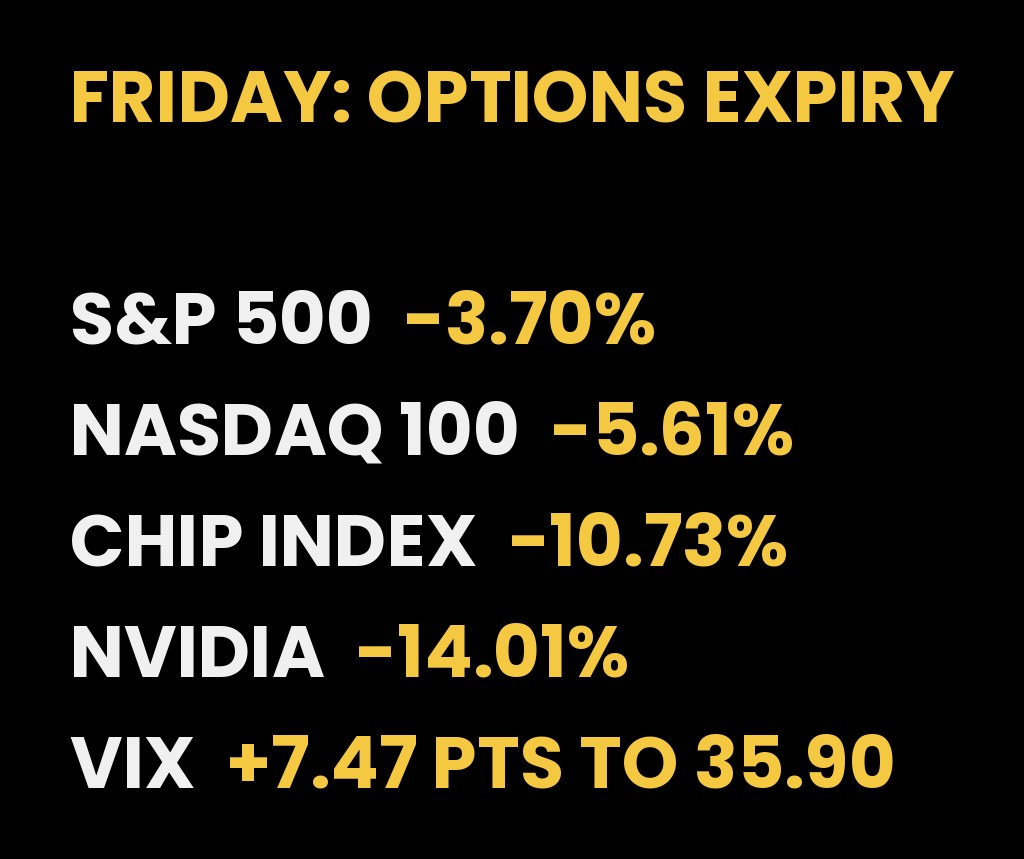 FRIDAY: OPTIONS EXPIRY
S&P 500 -3.70%
NASDAQ 100 -5.61%
CHIP INDEX -10.73%
NVIDIA -14.01%
VIX +7.47 PTS TO 35.90